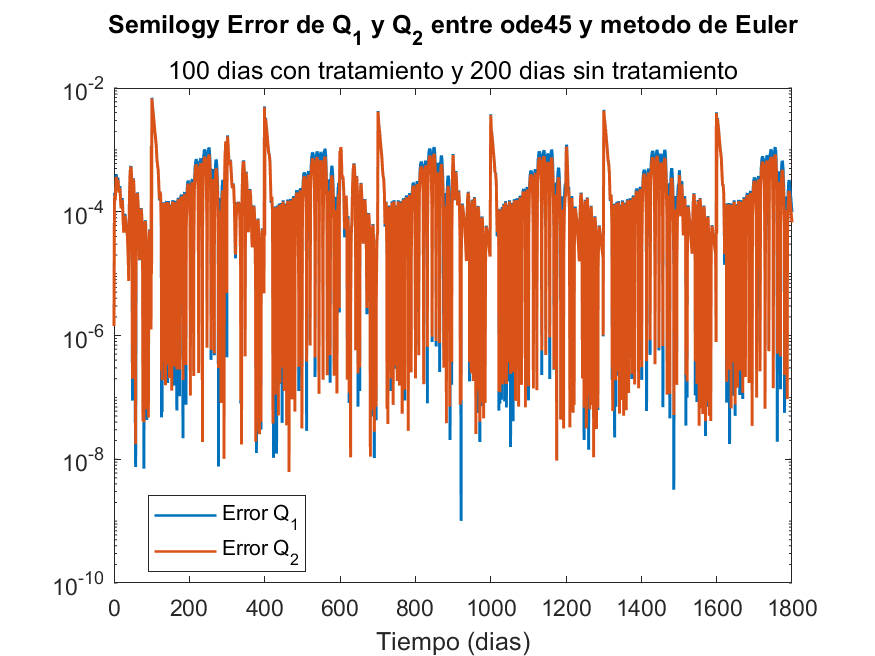 Semilogy Error de Q₁ y Q₂ entre ode45 y metodo de Euler
100 dias con tratamiento y 200 dias sin tratamiento
10⁻²
10⁻⁴
10⁻⁶
10⁻⁸
10⁻¹⁰
Error Q₁
Error Q₂
0 200 400 600 800 1000 1200 1400 1600 1800
Tiempo (dias)